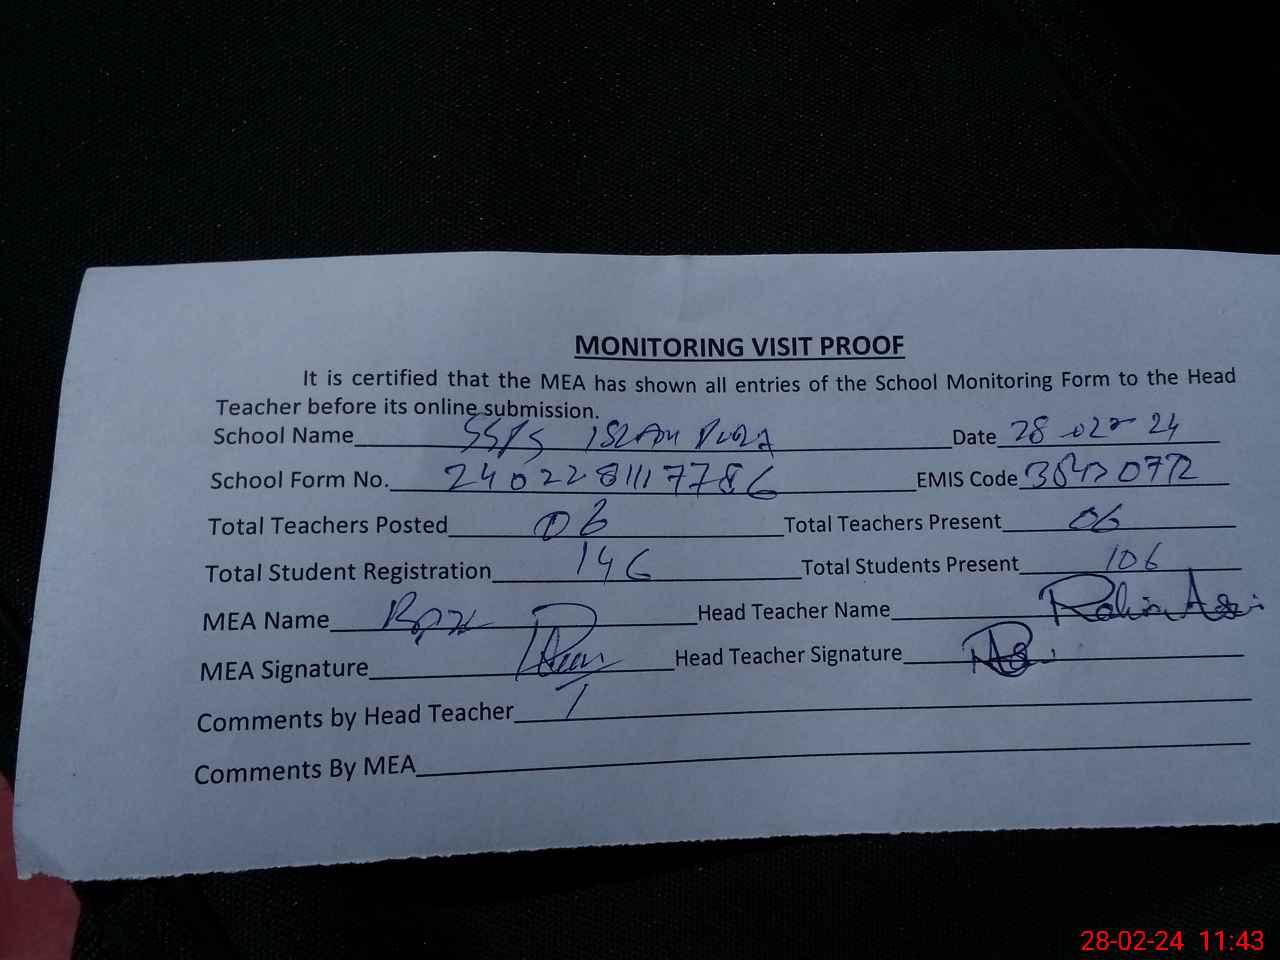 MONITORING VISIT PROOF
It is certified that the MEA has shown all entries of the School Monitoring Form to the Head
Teacher before its online submission.
School Name SSPS Date 28-02-24
School Form No. 24022811117786 EMIS Code
Total Teachers Posted 06 Total Teachers Present 06
Total Student Registration 146 Total Students Present 106
MEA Name Head Teacher Name
MEA Signature Head Teacher Signature
Comments by Head Teacher
Comments By MEA
28-02-24 11:43